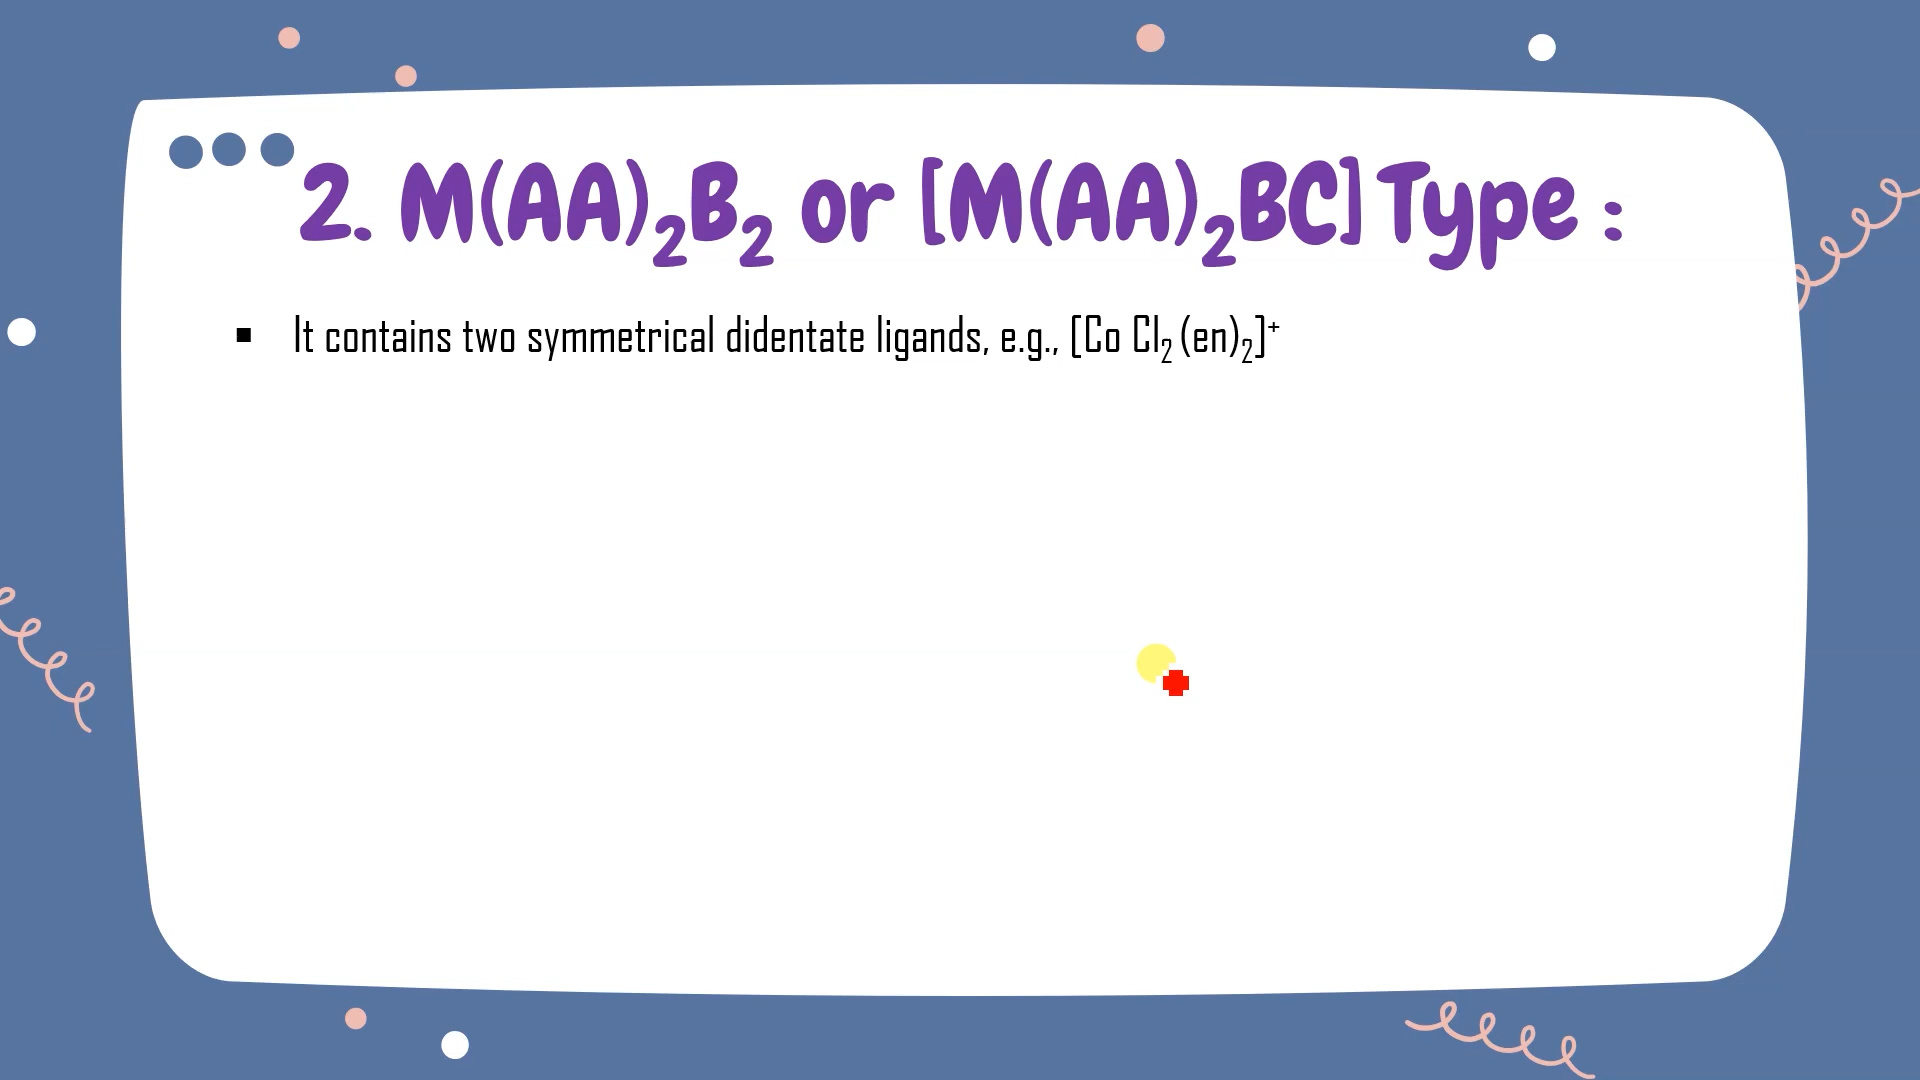 2. M(AA)₂B₂ or [M(AA)₂BC] Type :
▪ It contains two symmetrical didentate ligands, e.g., [Co Cl₂ (en)₂]⁺